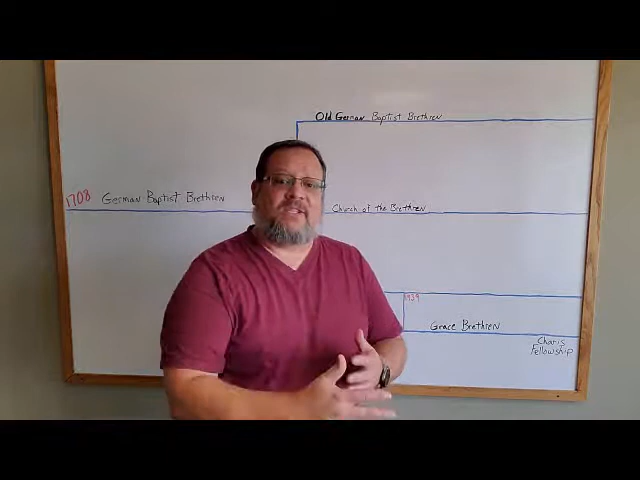 Old German Baptist Brethren
1708
German Baptist Brethren
Church of the Brethren
1939
Grace Brethren
Charis
Fellowship